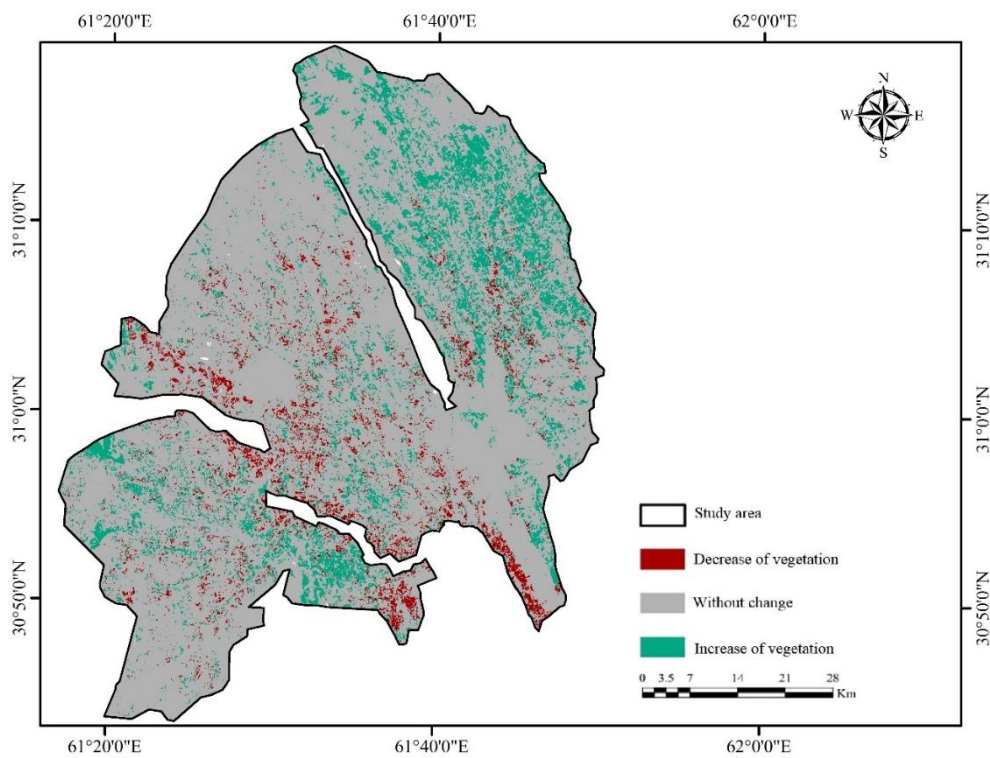 61°20'0"E 61°40'0"E 62°0'0"E
N
W E
S
31°10'0"N 31°10'0"N
31°0'0"N 31°0'0"N
30°50'0"N 30°50'0"N
Study area
Decrease of vegetation
Without change
Increase of vegetation
0 3.5 7 14 21 28
Km
61°20'0"E 61°40'0"E 62°0'0"E